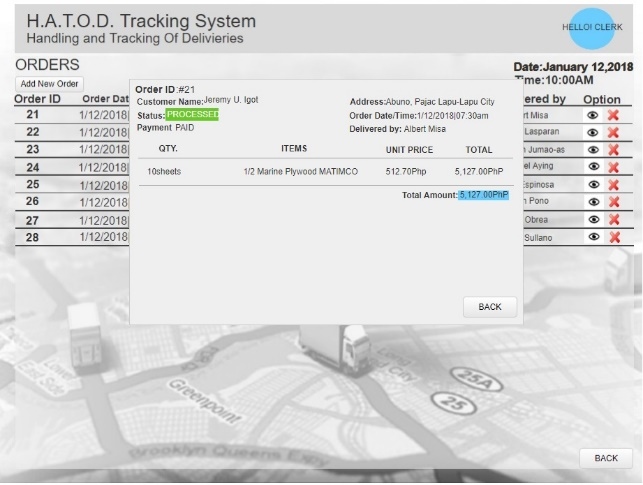 H.A.T.O.D. Tracking System
Handling and Tracking Of Delivieries
HELLO! CLERK
ORDERS
Date:January 12,2018
Time:10:00AM
Add New Order
Order ID Order Dat ered by Option
21 1/12/2018| rt Misa
22 1/12/2018| Lasparan
23 1/12/2018| n Jumao-as
24 1/12/2018| el Aying
25 1/12/2018| Espinosa
26 1/12/2018| n Pono
27 1/12/2018| Obrea
28 1/12/2018 Sullano
Order ID:#21
Customer Name:Jeremy U. Igot Address:Abuno, Pajac Lapu-Lapu City
Status:PROCESSED Order Date/Time:1/12/2018|07:30am
Payment PAID Delivered by: Albert Misa
QTY. ITEMS UNIT PRICE TOTAL
10sheets 1/2 Marine Plywood MATIMCO 512.70Php 5,127.00PhP
Total Amount:5,127.00PhP
BACK
Long
City
Greenpoint
25A
25
Brooklyn Queens Expy
BACK